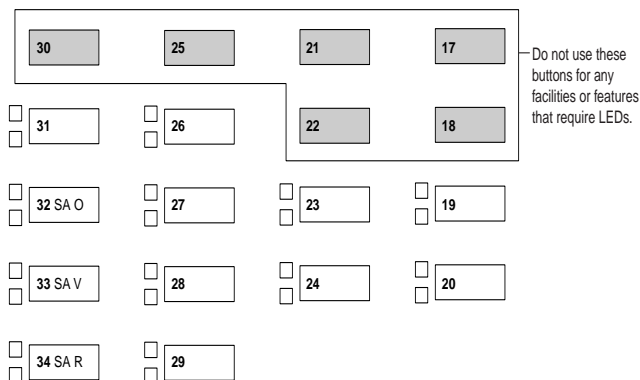 30 25 21 17
Do not use these
buttons for any
facilities or features
that require LEDs.
31 26 22 18
32 SA O 27 23 19
33 SA V 28 24 20
34 SA R 29